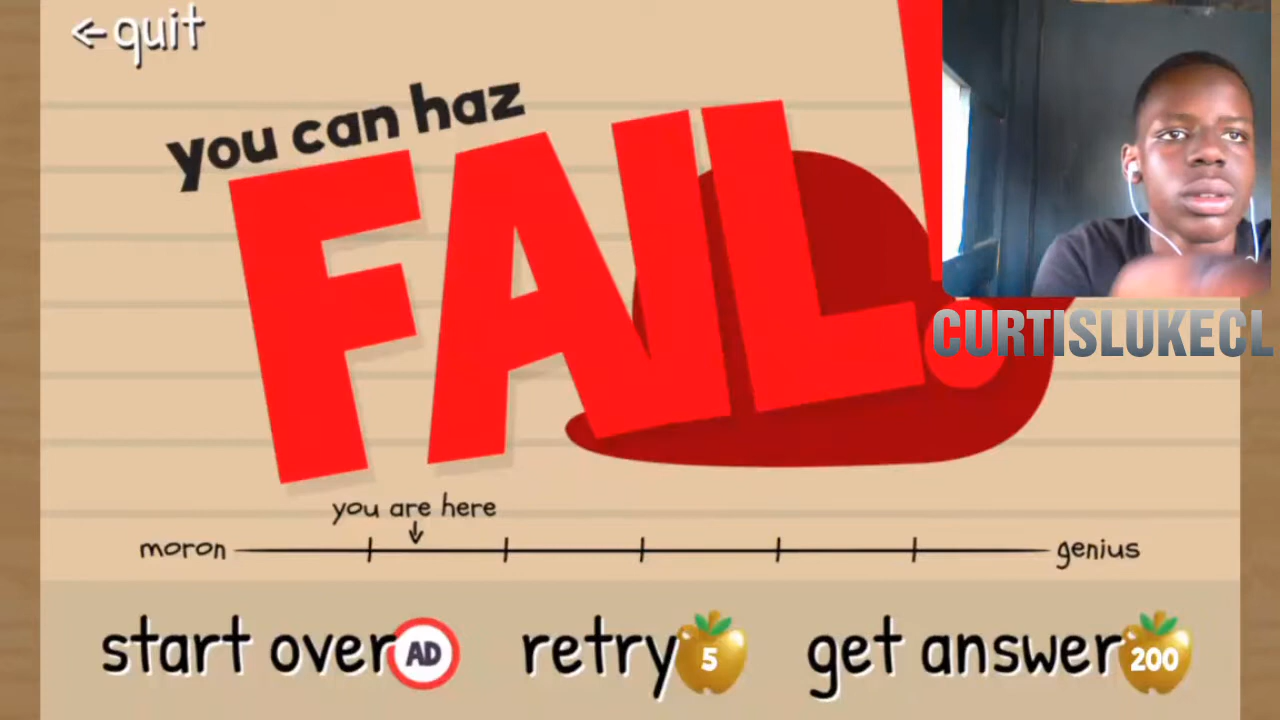 ←quit
you can haz
FAIL.
CURTISLUKECL
you are here
moron
genius
start over AD
retry 5
get answer 200